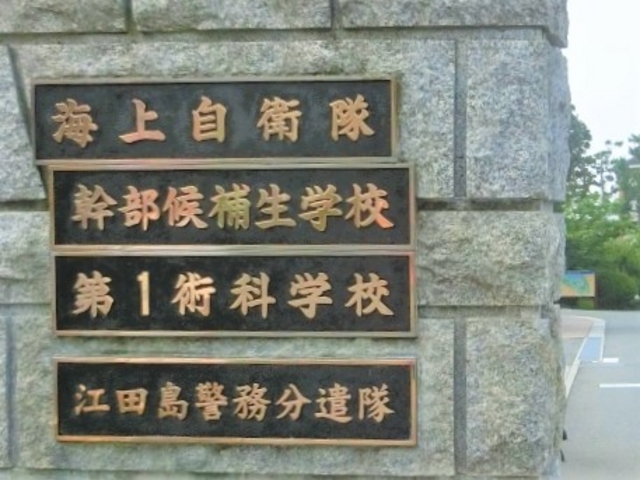 海上自衛隊
幹部候補生学校
第1術科学校
江田島警務分遣隊